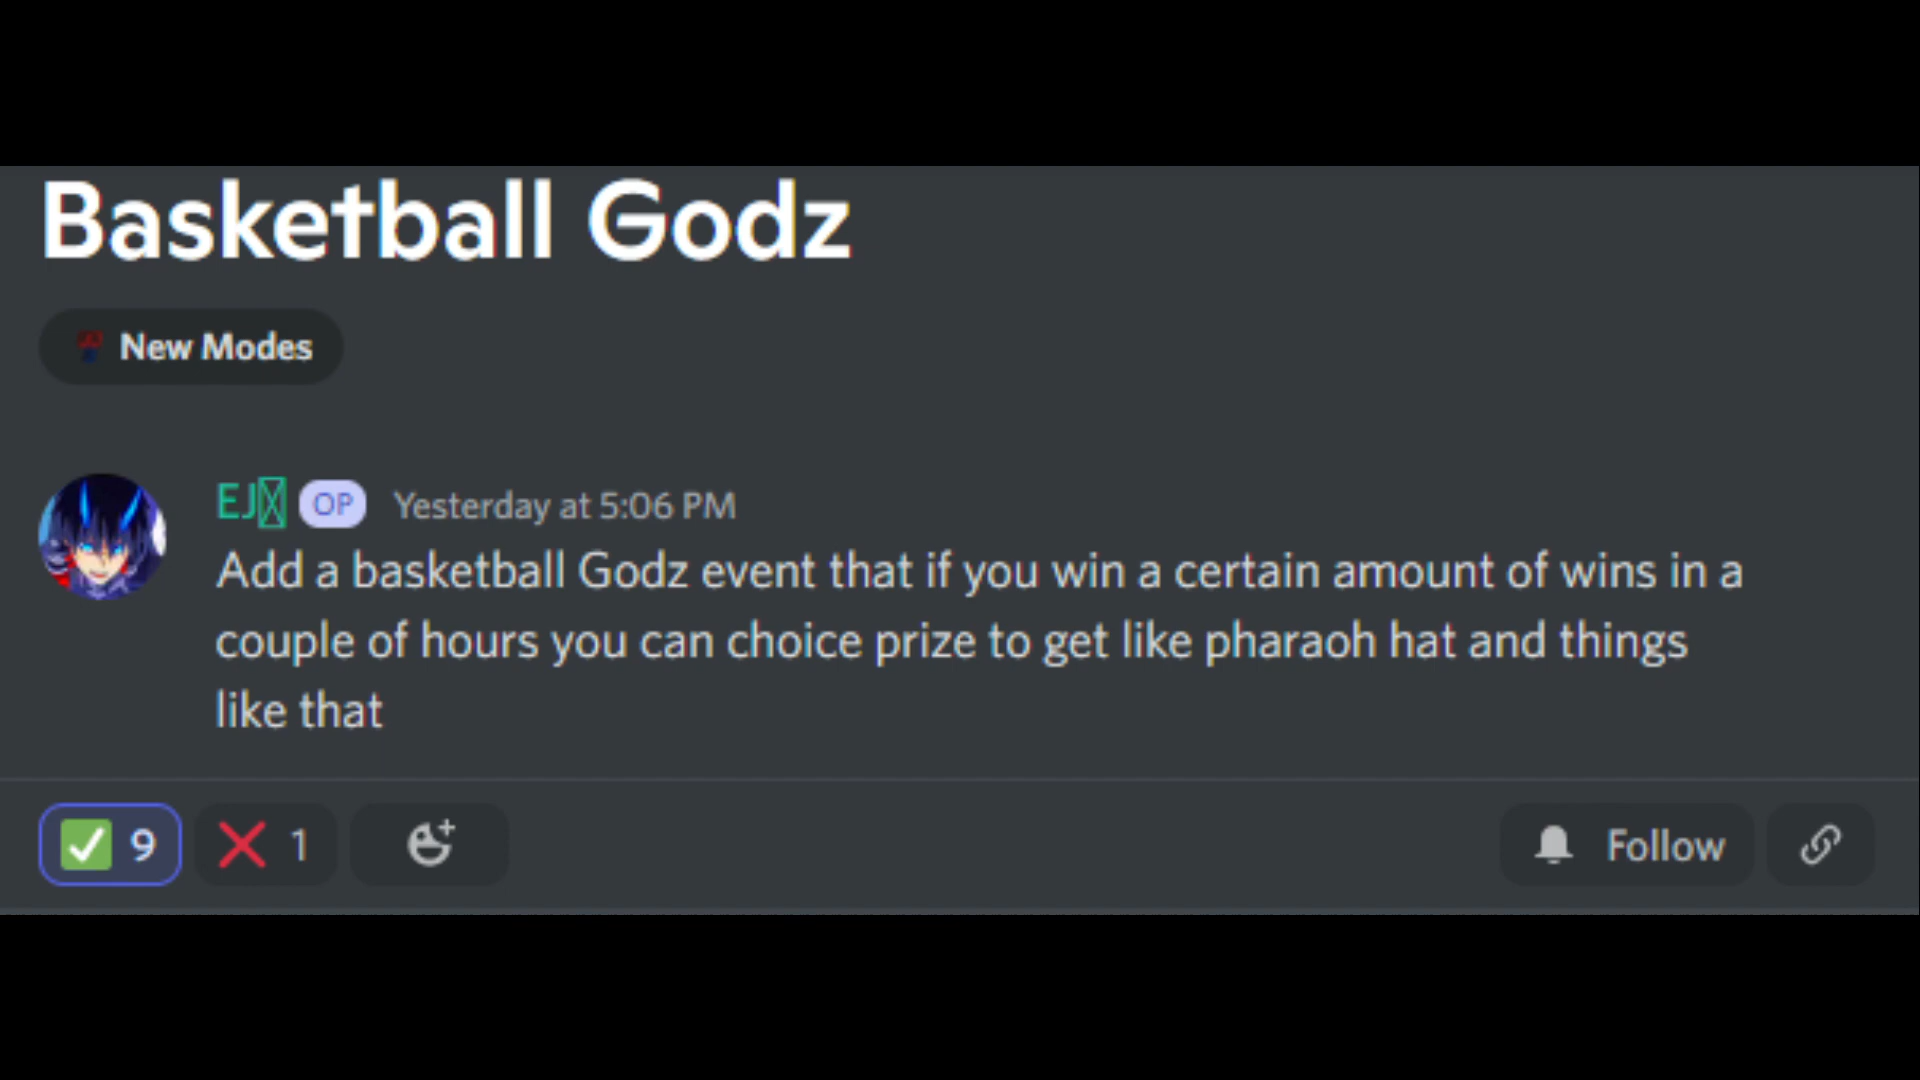 Basketball Godz
New Modes
EJ OP Yesterday at 5:06 PM
Add a basketball Godz event that if you win a certain amount of wins in a
couple of hours you can choice prize to get like pharaoh hat and things
like that
9 1 Follow